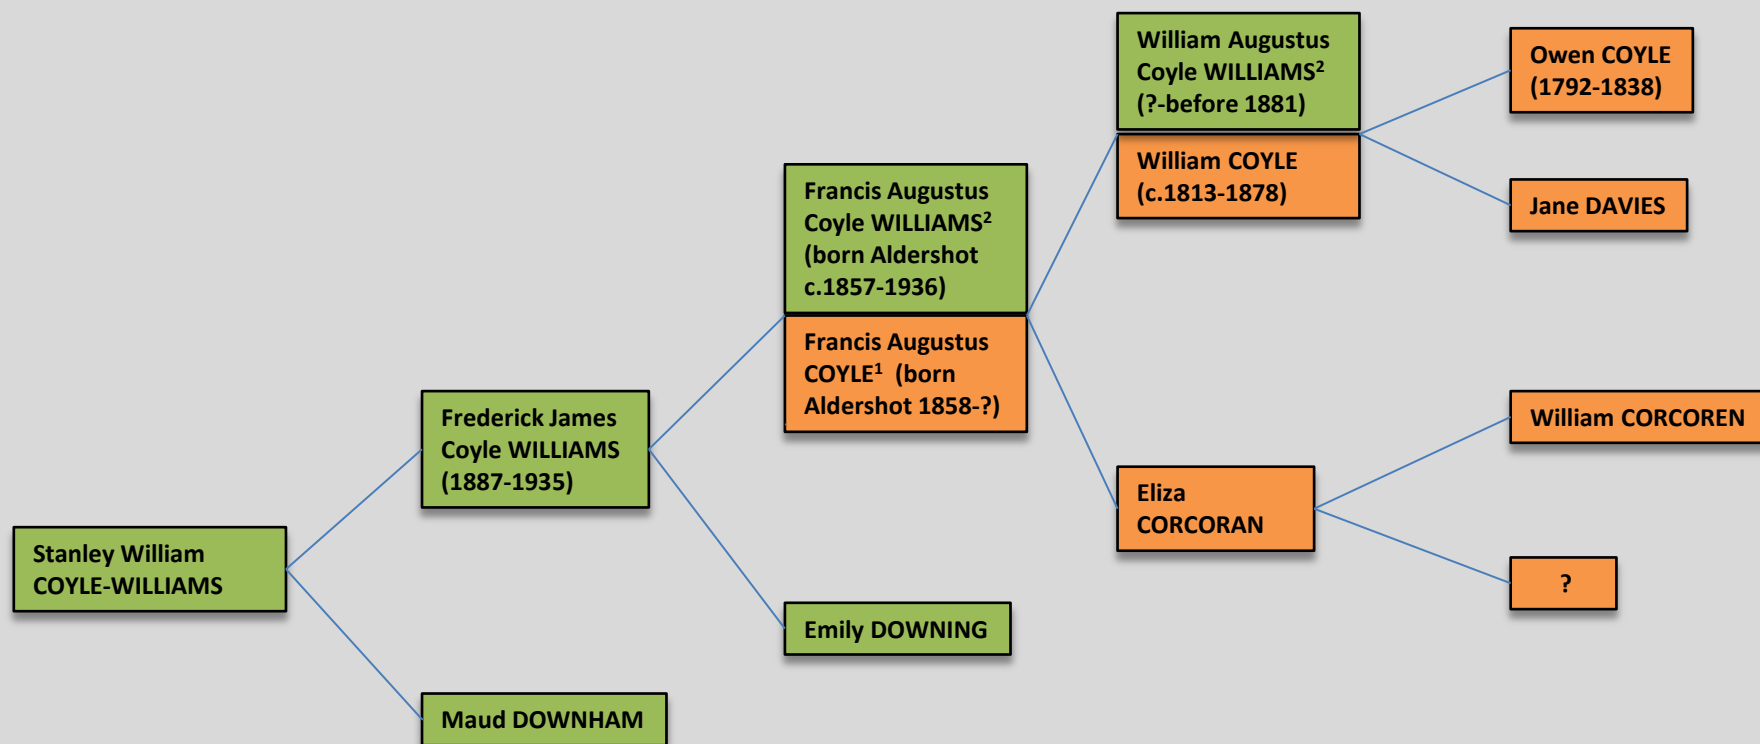 William Augustus
Coyle WILLIAMS²
(?-before 1881)
William COYLE
(c.1813-1878)
Owen COYLE
(1792-1838)
Jane DAVIES
Francis Augustus
Coyle WILLIAMS²
(born Aldershot
c.1857-1936)
Francis Augustus
COYLE¹ (born
Aldershot 1858-?)
Frederick James
Coyle WILLIAMS
(1887-1935)
William CORCOREN
Eliza
CORCORAN
?
Stanley William
COYLE-WILLIAMS
Emily DOWNING
Maud DOWNHAM